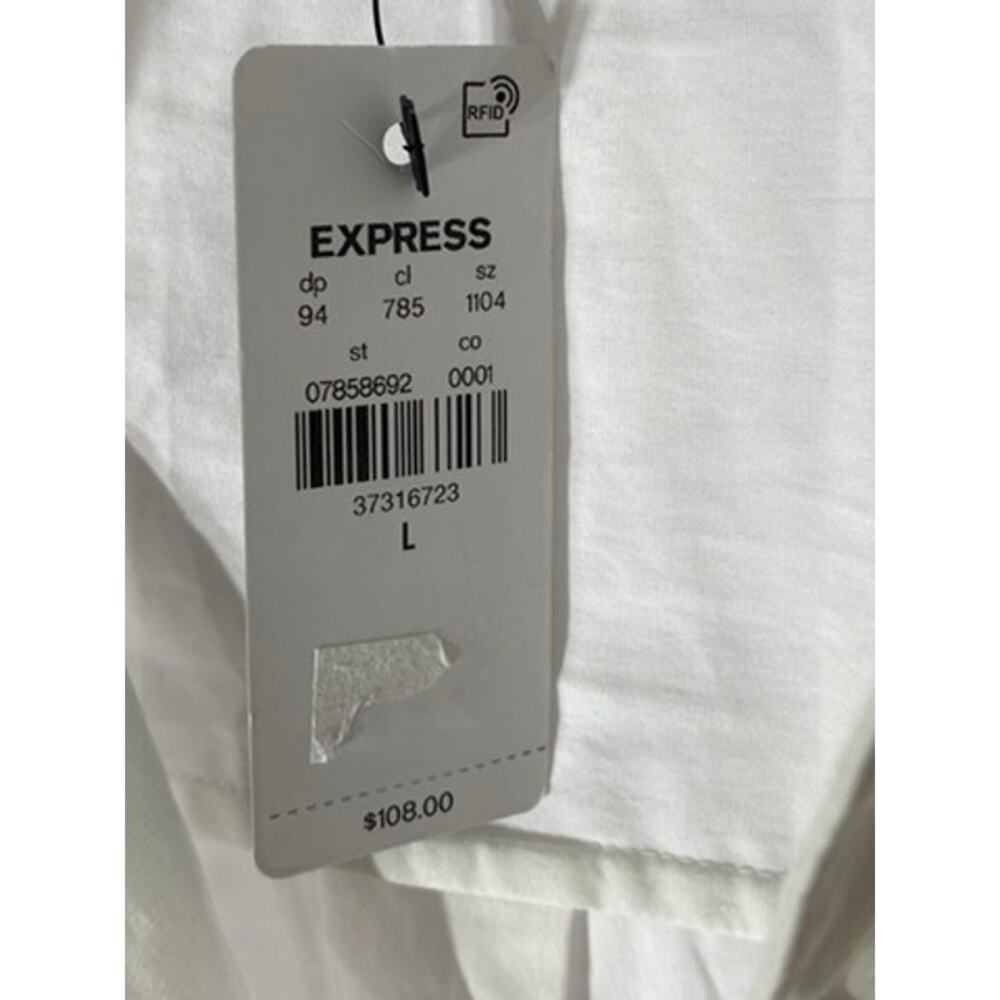 RFID
EXPRESS
dp cl sz
94 785 1104
st co
07858692 0001
37316723
L
$108.00